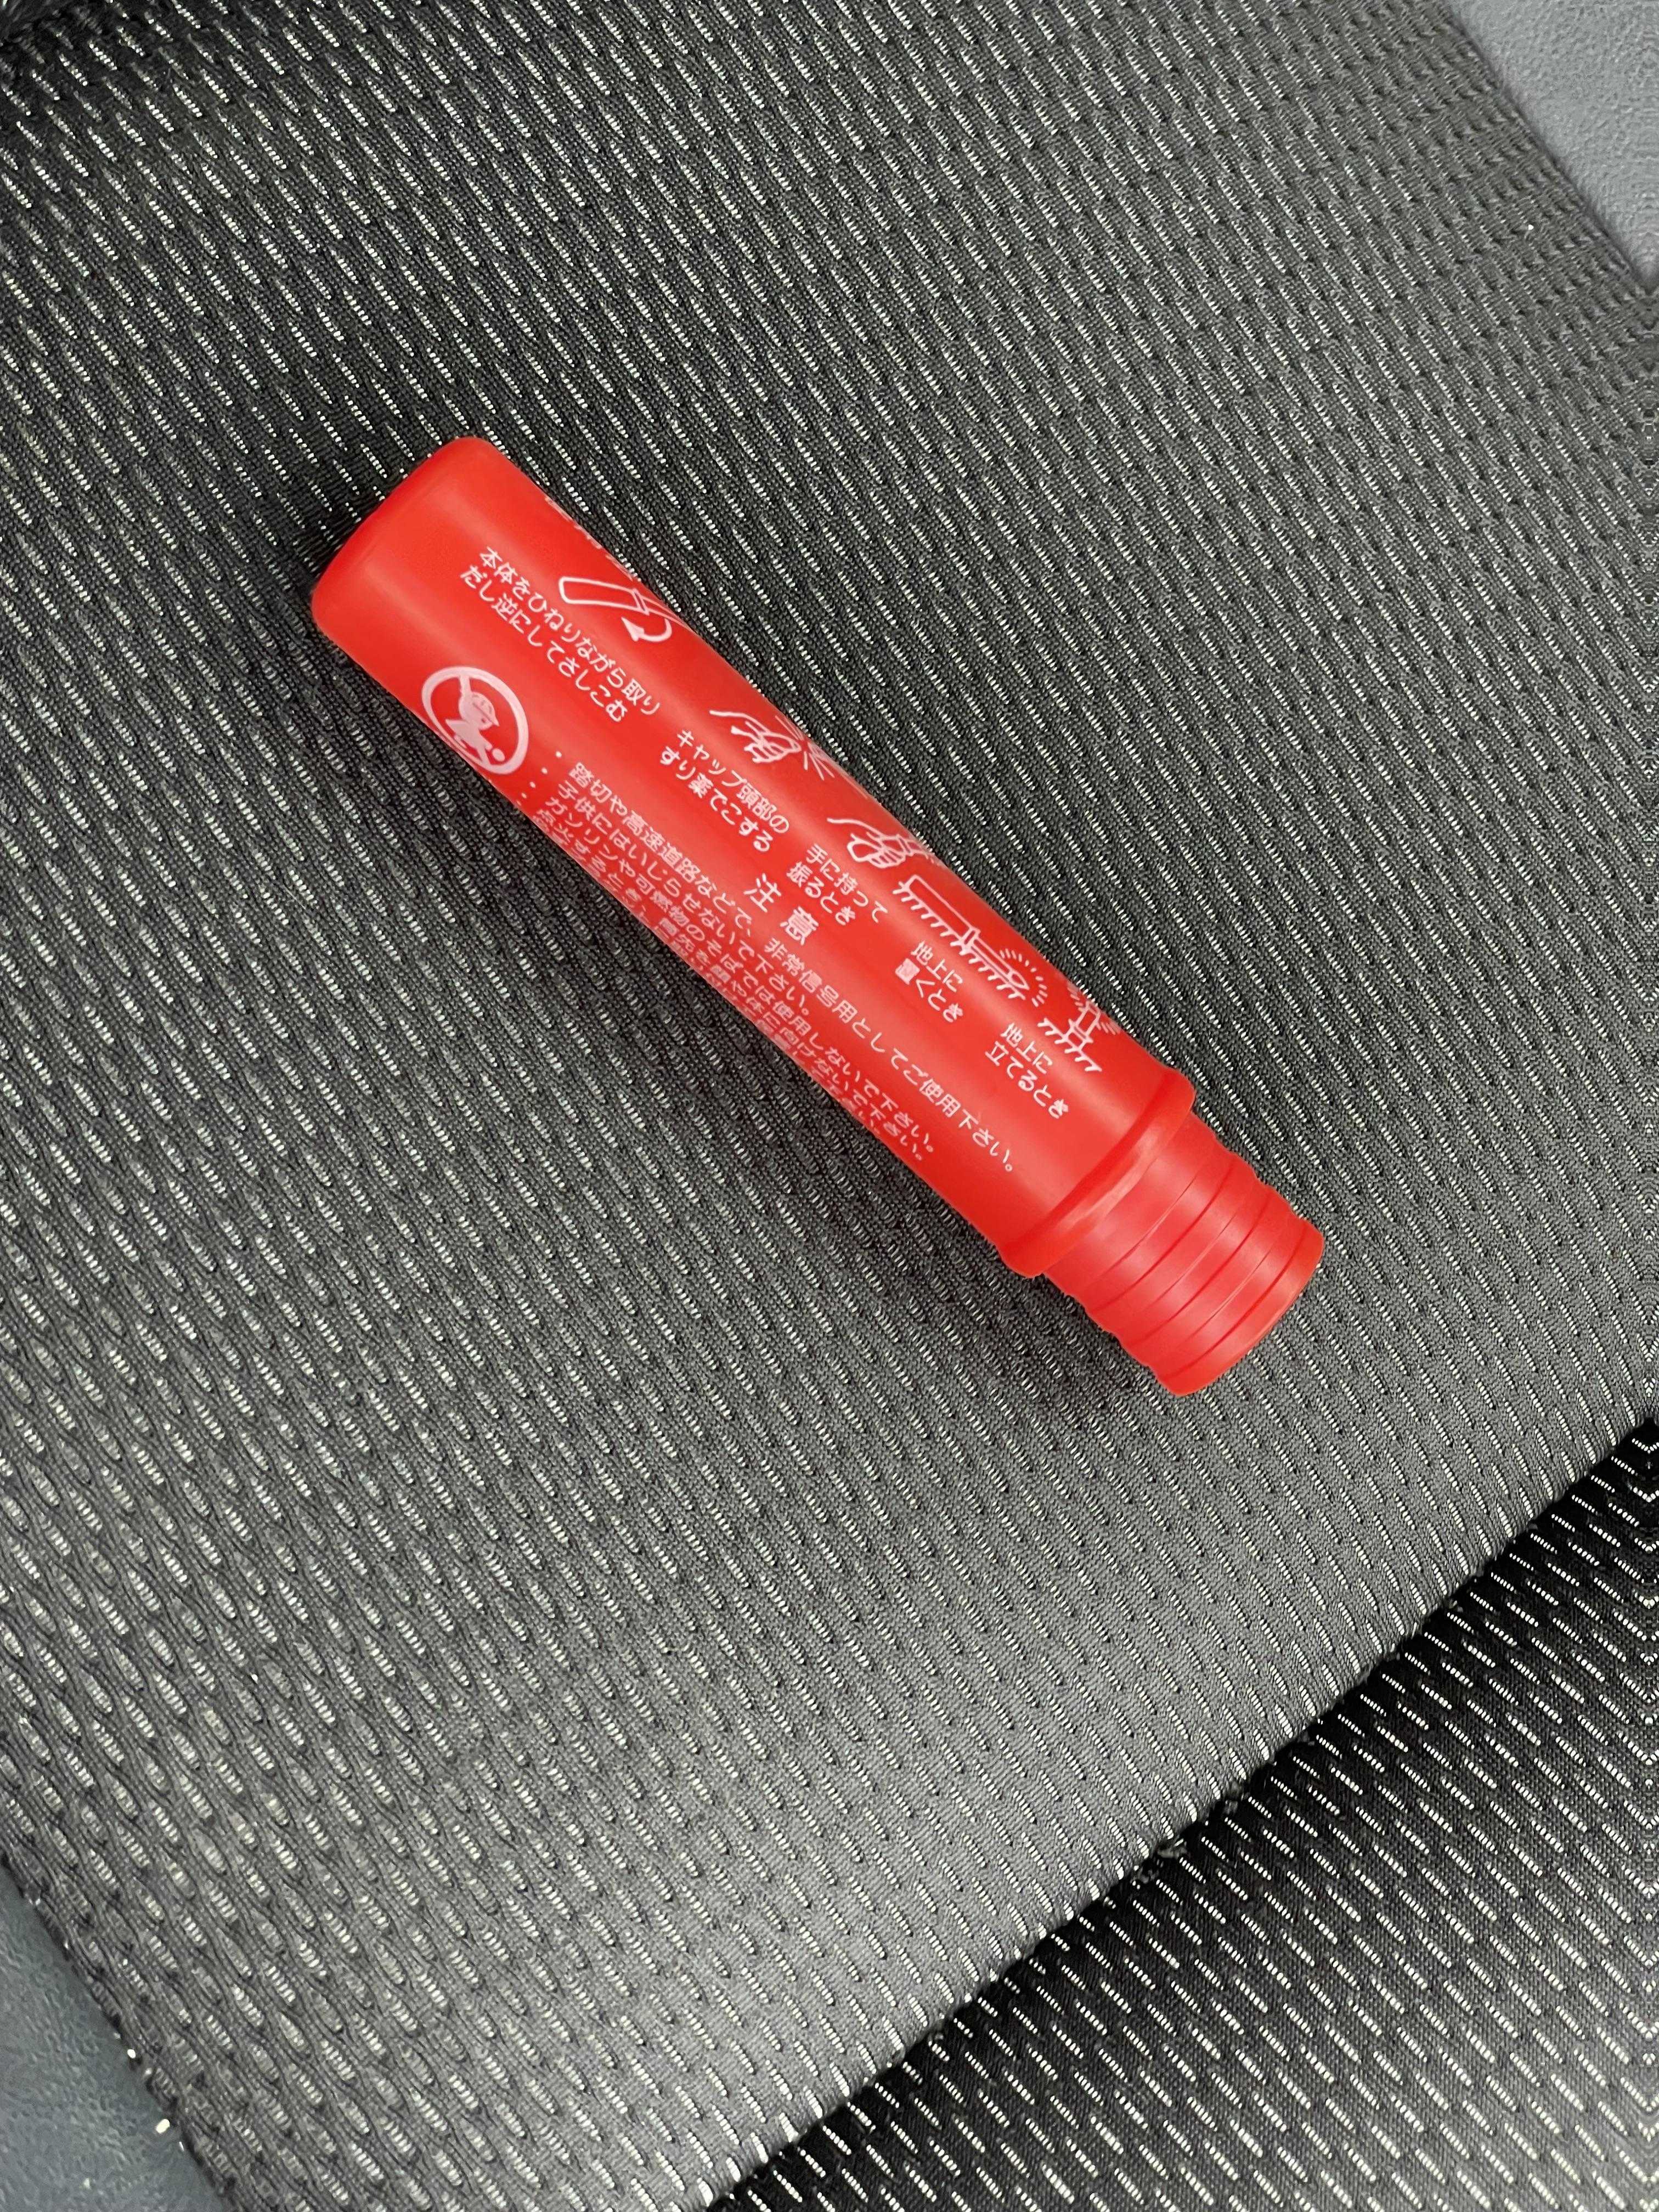 本体をひねりながら取り
だし逆にしてさしこむ
キャップ頭部の
すり薬でこする
手に持って
振るとき
地上に
置くとき
地上に
立てるとき
注意
・踏切や高速道路などで、非常信号用としてご使用下さい。
・子供にはいじらせないで下さい。
・ガソリンや可燃物のそばでは使用しないで下さい。